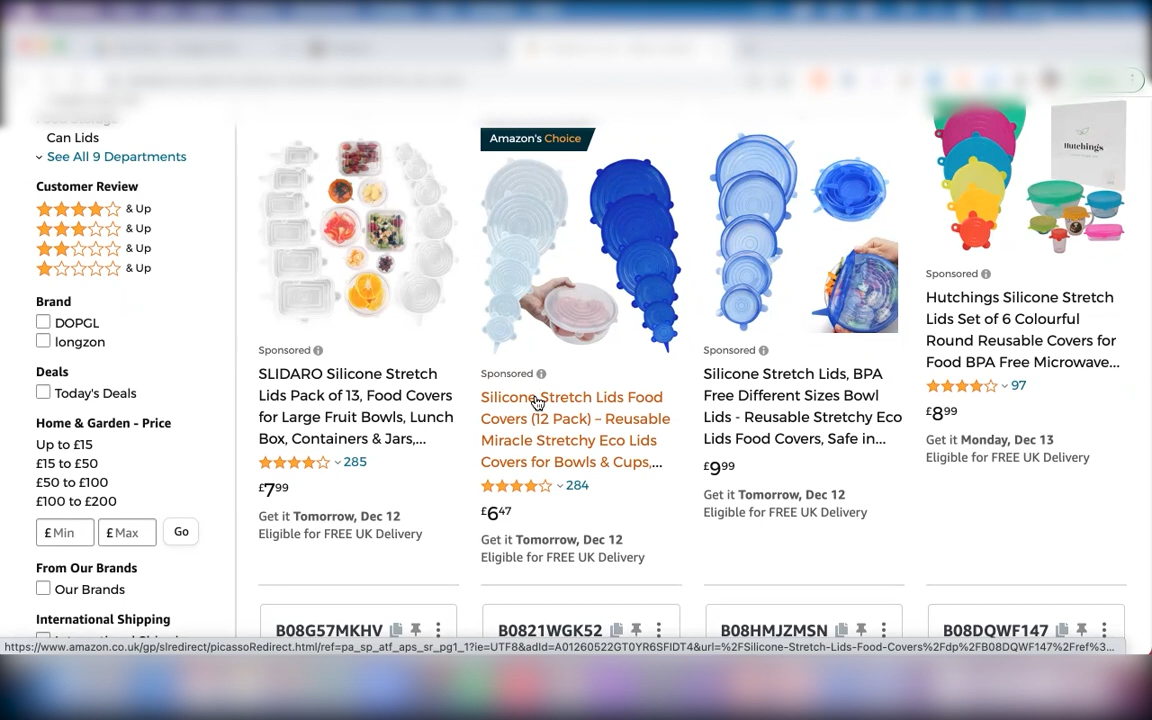 Can Lids
See All 9 Departments
Customer Review
& Up
& Up
& Up
& Up
Brand
DOPGL
longzon
Deals
Today's Deals
Home & Garden - Price
Up to £15
£15 to £50
£50 to £100
£100 to £200
£ Min £ Max Go
From Our Brands
Our Brands
International Shipping
Sponsored
SLIDARO Silicone Stretch
Lids Pack of 13, Food Covers
for Large Fruit Bowls, Lunch
Box, Containers & Jars,...
285
£7⁹⁹
Get it Tomorrow, Dec 12
Eligible for FREE UK Delivery
Amazon's Choice
Sponsored
Silicone Stretch Lids Food
Covers (12 Pack) – Reusable
Miracle Stretchy Eco Lids
Covers for Bowls & Cups,...
284
£6⁴⁷
Get it Tomorrow, Dec 12
Eligible for FREE UK Delivery
Sponsored
Silicone Stretch Lids, BPA
Free Different Sizes Bowl
Lids - Reusable Stretchy Eco
Lids Food Covers, Safe in...
£9⁹⁹
Get it Tomorrow, Dec 12
Eligible for FREE UK Delivery
Hutchings
Sponsored
Hutchings Silicone Stretch
Lids Set of 6 Colourful
Round Reusable Covers for
Food BPA Free Microwave...
97
£8⁹⁹
Get it Monday, Dec 13
Eligible for FREE UK Delivery
B08G57MKHV
B0821WGK52
B08HMJZMSN
B08DQWF147
https://www.amazon.co.uk/gp/slredirect/picassoRedirect.html/ref=pa_sp_atf_aps_sr_pg1_1?ie=UTF8&adId=A01260522GT0YR6SFIDT4&url=%2FSilicone-Stretch-Lids-Food-Covers%2Fdp%2FB08DQWF147%2Fref%3...